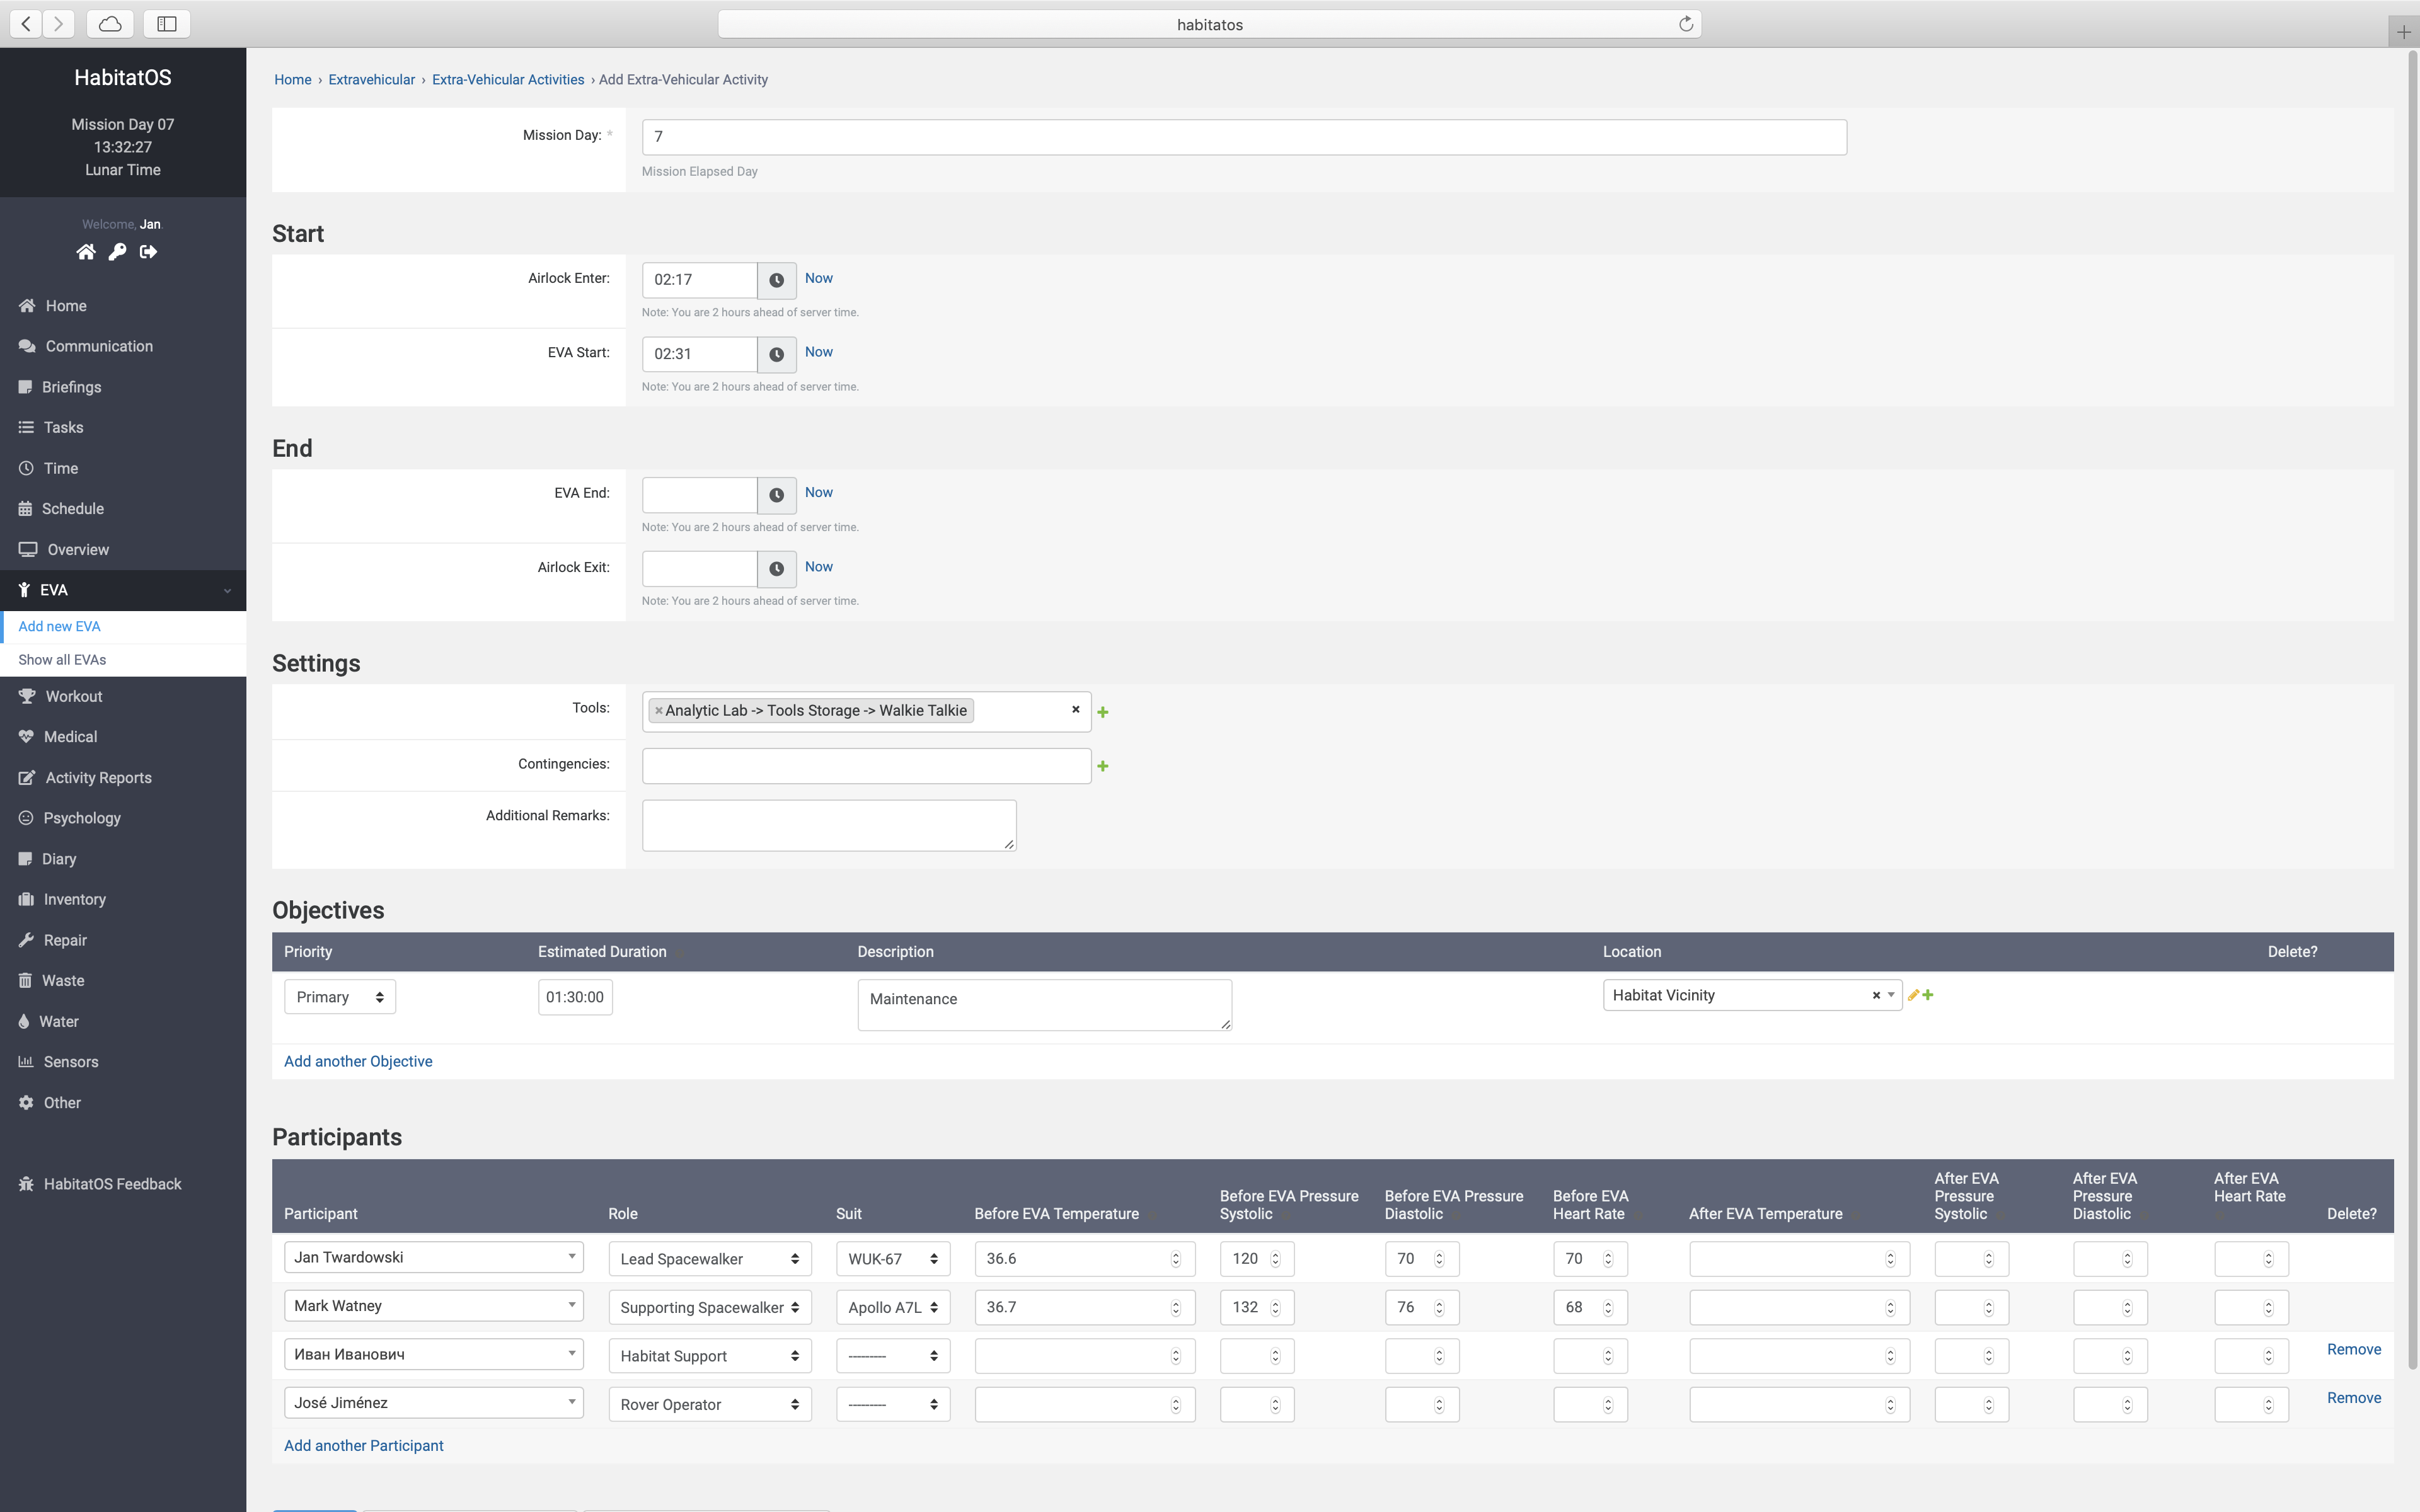 habitatos
HabitatOS
Mission Day 07
13:32:27
Lunar Time
Welcome, Jan.
Home
Communication
Briefings
Tasks
Time
Schedule
Overview
EVA
Add new EVA
Show all EVAs
Workout
Medical
Activity Reports
Psychology
Diary
Inventory
Repair
Waste
Water
Sensors
Other
HabitatOS Feedback
Home › Extravehicular › Extra-Vehicular Activities › Add Extra-Vehicular Activity
Mission Day: * 7
Mission Elapsed Day
Start
Airlock Enter: 02:17 Now
Note: You are 2 hours ahead of server time.
EVA Start: 02:31 Now
Note: You are 2 hours ahead of server time.
End
EVA End: Now
Note: You are 2 hours ahead of server time.
Airlock Exit: Now
Note: You are 2 hours ahead of server time.
Settings
Tools: ×Analytic Lab -> Tools Storage -> Walkie Talkie ×
Contingencies:
Additional Remarks:
Objectives
Priority Estimated Duration Description Location Delete?
Primary 01:30:00 Maintenance Habitat Vicinity ×
Add another Objective
Participants
Participant Role Suit Before EVA Temperature Before EVA Pressure Systolic Before EVA Pressure Diastolic Before EVA Heart Rate After EVA Temperature After EVA Pressure Systolic After EVA Pressure Diastolic After EVA Heart Rate Delete?
Jan Twardowski Lead Spacewalker WUK-67 36.6 120 70 70
Mark Watney Supporting Spacewalker Apollo A7L 36.7 132 76 68
Иван Иванович Habitat Support --------- Remove
José Jiménez Rover Operator --------- Remove
Add another Participant